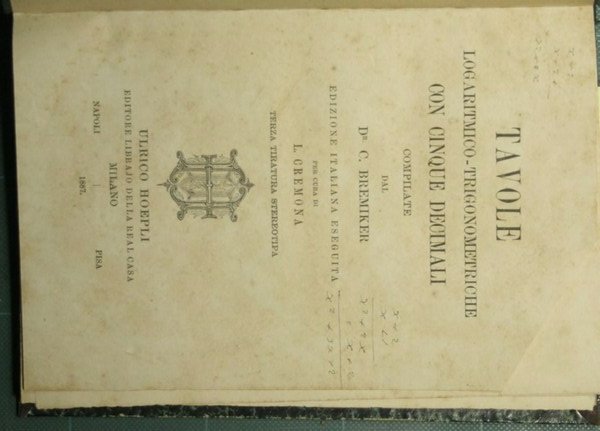 TAVOLE
LOGARITMICO-TRIGONOMETRICHE
CON CINQUE DECIMALI
COMPILATE
DAL
Dr C. BREMIKER
EDIZIONE ITALIANA ESEGUITA
PER CURA DI
L. CREMONA
TERZA TIRATURA STEREOTIPA
ULRICO HOEPLI
EDITORE LIBRAJO DELLA REAL CASA
MILANO
NAPOLI PISA
1887.